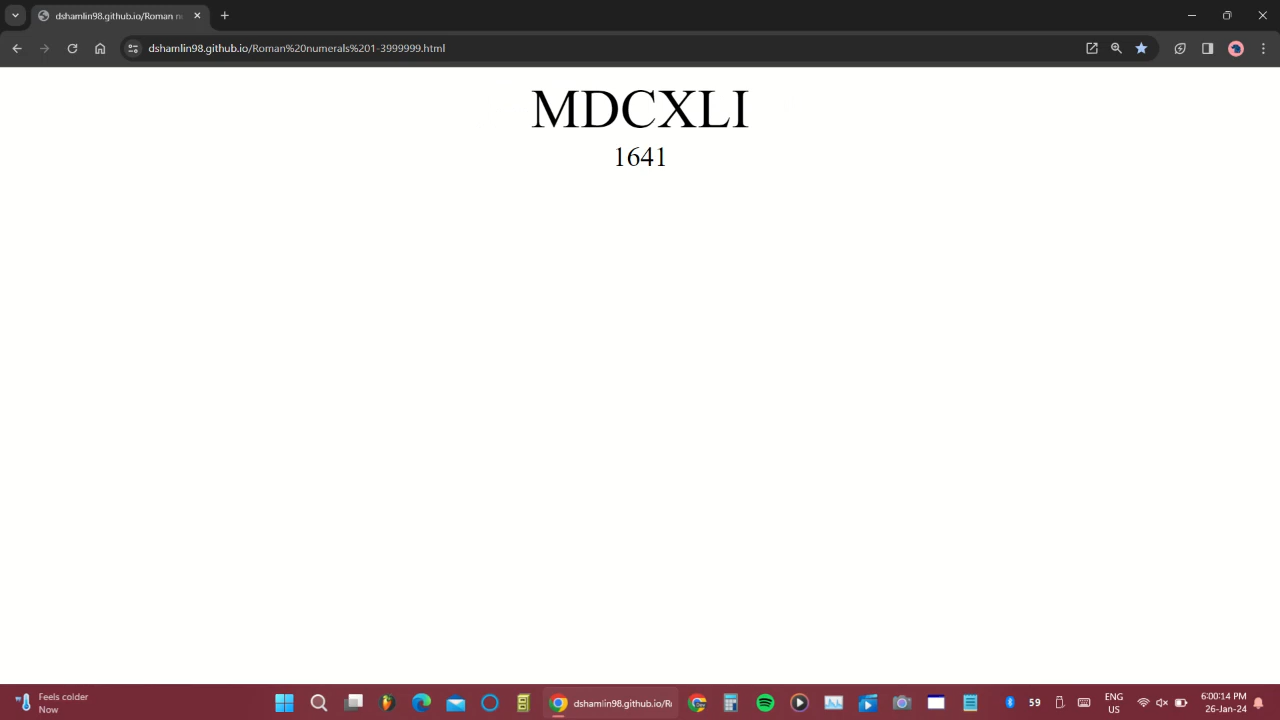 dshamlin98.github.io/Roman n
dshamlin98.github.io/Roman%20numerals%201-3999999.html
MDCXLI
1641
Feels colder
Now
dshamlin98.github.io/R
59
ENG
US
6:00:14 PM
26-Jan-24